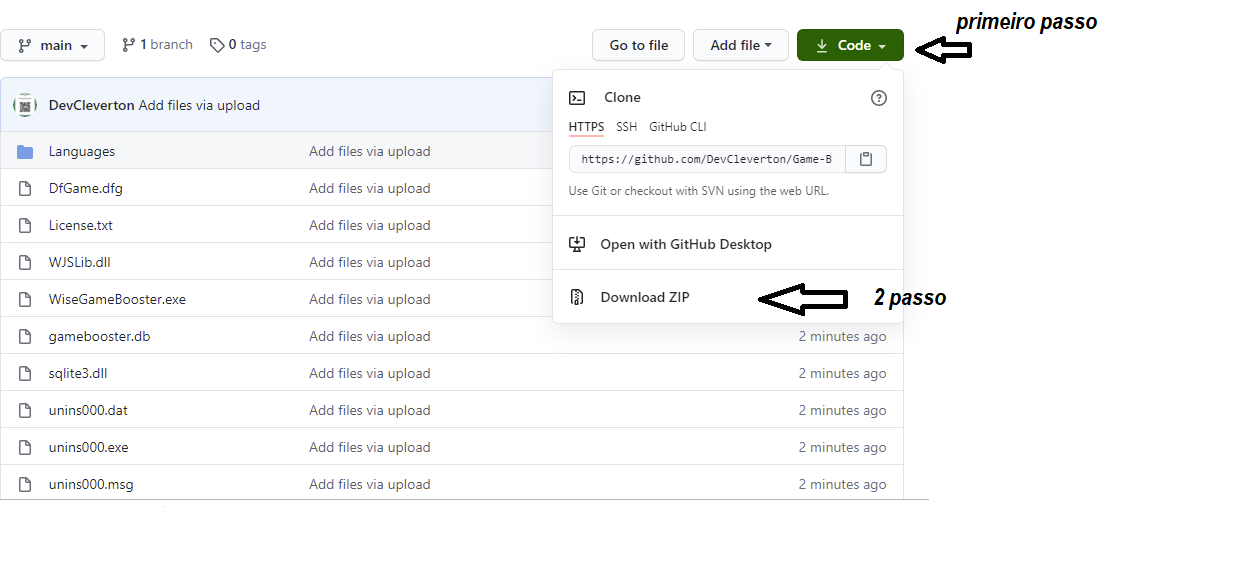 primeiro passo
main
1 branch
0 tags
Go to file
Add file
Code
DevCleverton Add files via upload
Clone
HTTPS SSH GitHub CLI
https://github.com/DevCleverton/Game-B
Use Git or checkout with SVN using the web URL.
Open with GitHub Desktop
Download ZIP
2 passo
Languages Add files via upload
DfGame.dfg Add files via upload
License.txt Add files via upload
WJSLib.dll Add files via upload
WiseGameBooster.exe Add files via upload
gamebooster.db Add files via upload 2 minutes ago
sqlite3.dll Add files via upload 2 minutes ago
unins000.dat Add files via upload 2 minutes ago
unins000.exe Add files via upload 2 minutes ago
unins000.msg Add files via upload 2 minutes ago